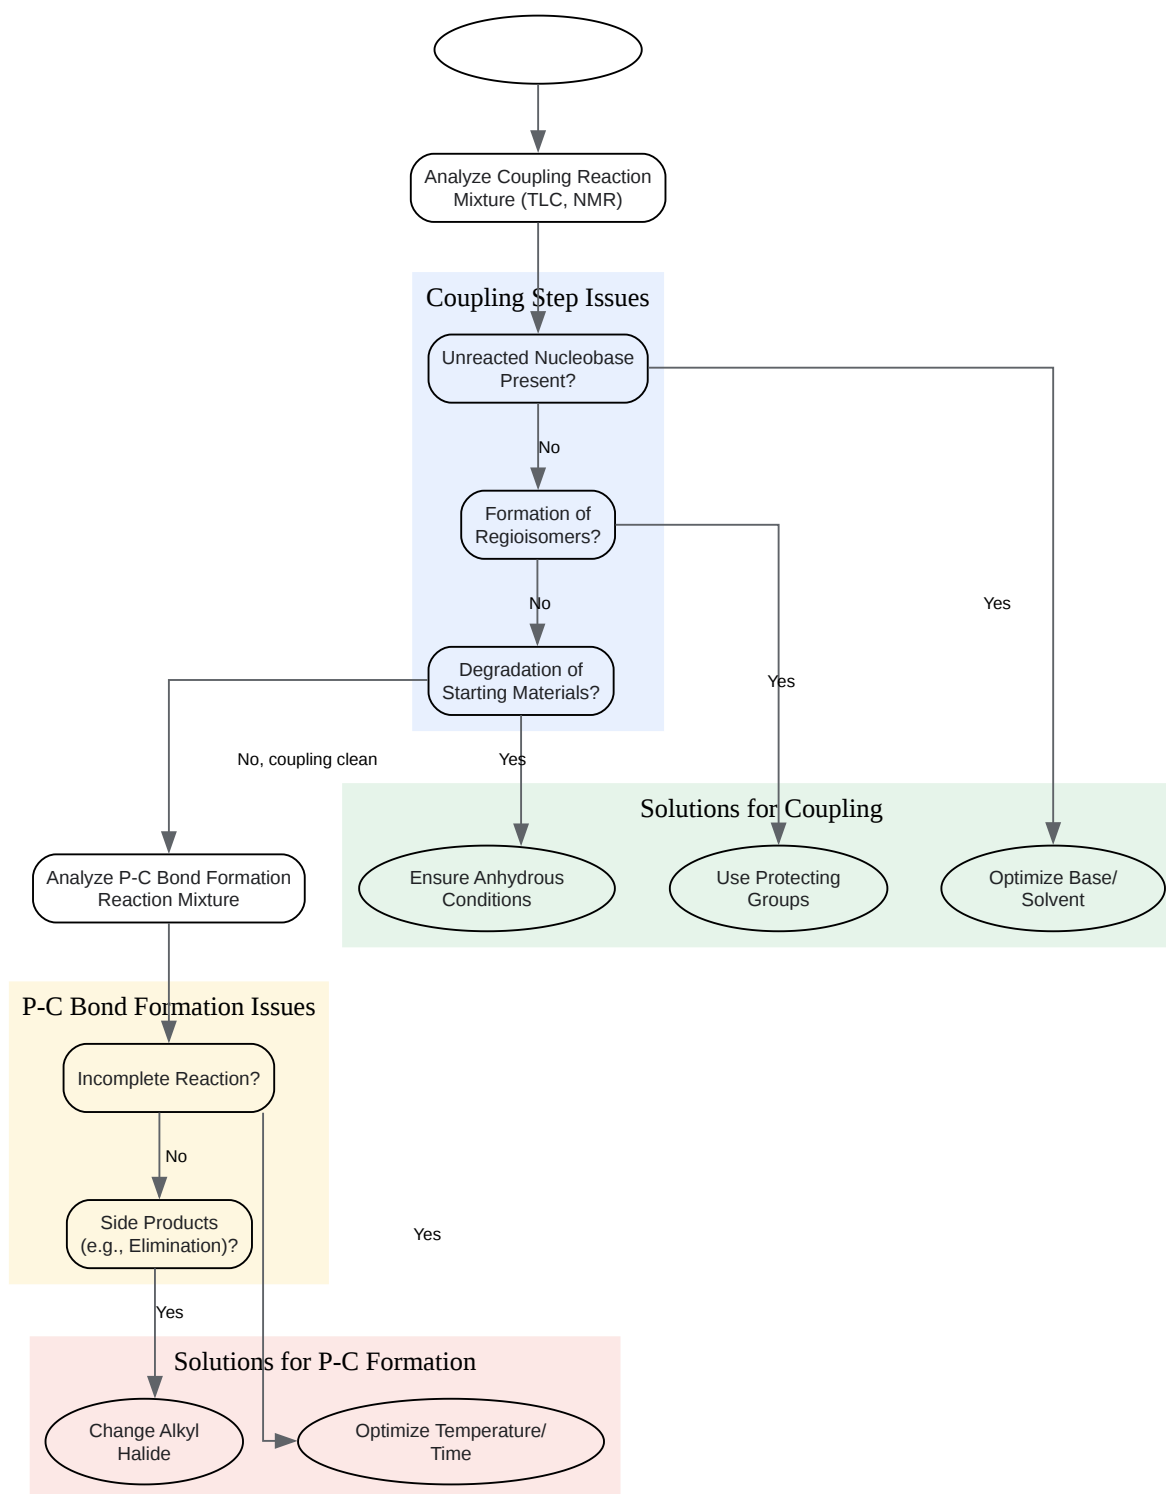 Analyze Coupling Reaction
Mixture (TLC, NMR)
Coupling Step Issues
Unreacted Nucleobase
Present?
No
Formation of
Regioisomers?
No
Yes
Degradation of
Starting Materials?
Yes
No, coupling clean
Yes
Solutions for Coupling
Ensure Anhydrous
Conditions
Use Protecting
Groups
Optimize Base/
Solvent
Analyze P-C Bond Formation
Reaction Mixture
P-C Bond Formation Issues
Incomplete Reaction?
No
Side Products
(e.g., Elimination)?
Yes
Yes
Solutions for P-C Formation
Change Alkyl
Halide
Optimize Temperature/
Time